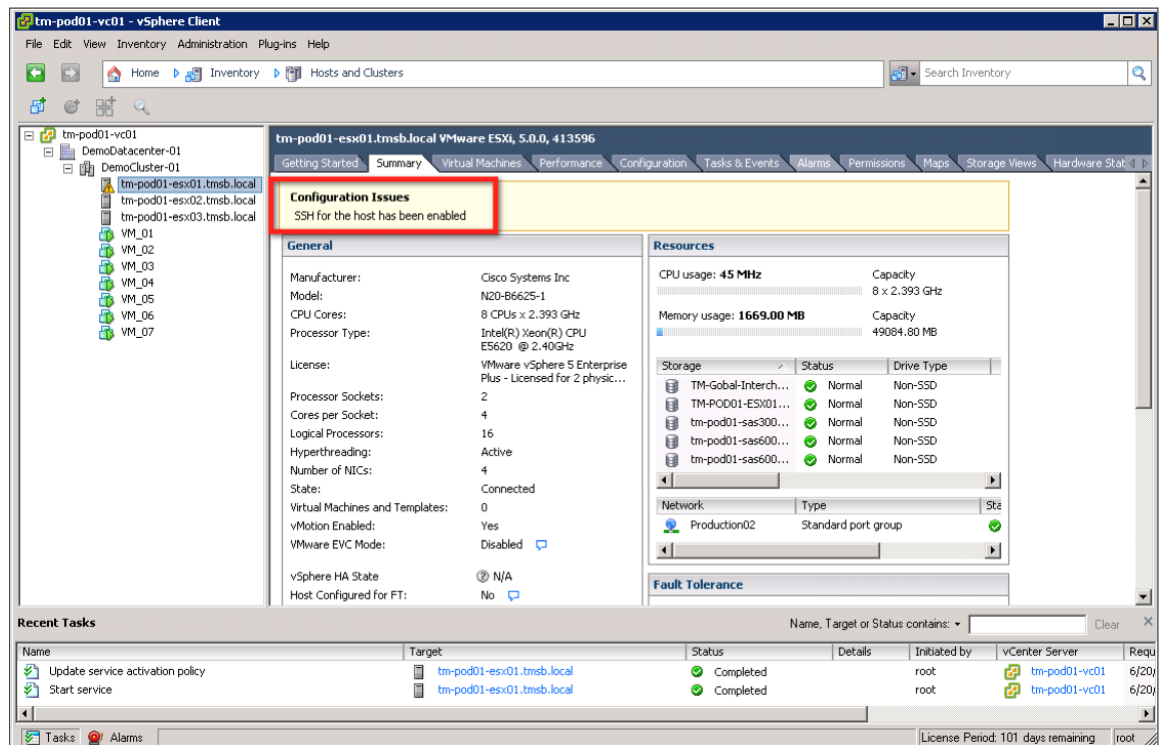 tm-pod01-vc01 - vSphere Client
File Edit View Inventory Administration Plug-ins Help
Home Inventory Hosts and Clusters Search Inventory
tm-pod01-vc01
DemoDatacenter-01
DemoCluster-01
tm-pod01-esx01.tmsb.local
tm-pod01-esx02.tmsb.local
tm-pod01-esx03.tmsb.local
VM_01
VM_02
VM_03
VM_04
VM_05
VM_06
VM_07
tm-pod01-esx01.tmsb.local VMware ESXi, 5.0.0, 413596
Getting Started Summary Virtual Machines Performance Configuration Tasks & Events Alarms Permissions Maps Storage Views Hardware Stat
Configuration Issues
SSH for the host has been enabled
General
Manufacturer: Cisco Systems Inc
Model: N20-B6625-1
CPU Cores: 8 CPUs x 2.393 GHz
Processor Type: Intel(R) Xeon(R) CPU
E5620 @ 2.40GHz
License: VMware vSphere 5 Enterprise
Plus - Licensed for 2 physic...
Processor Sockets: 2
Cores per Socket: 4
Logical Processors: 16
Hyperthreading: Active
Number of NICs: 4
State: Connected
Virtual Machines and Templates: 0
vMotion Enabled: Yes
VMware EVC Mode: Disabled
vSphere HA State N/A
Host Configured for FT: No
Resources
CPU usage: 45 MHz Capacity
8 x 2.393 GHz
Memory usage: 1669.00 MB Capacity
49084.80 MB
Storage Status Drive Type
TM-Gobal-Interch... Normal Non-SSD
TM-POD01-ESX01... Normal Non-SSD
tm-pod01-sas300... Normal Non-SSD
tm-pod01-sas600... Normal Non-SSD
tm-pod01-sas600... Normal Non-SSD
Network Type Sta
Production02 Standard port group
Fault Tolerance
Recent Tasks Name, Target or Status contains: Clear
Name Target Status Details Initiated by vCenter Server Requ
Update service activation policy tm-pod01-esx01.tmsb.local Completed root tm-pod01-vc01 6/20/
Start service tm-pod01-esx01.tmsb.local Completed root tm-pod01-vc01 6/20/
Tasks Alarms License Period: 101 days remaining root